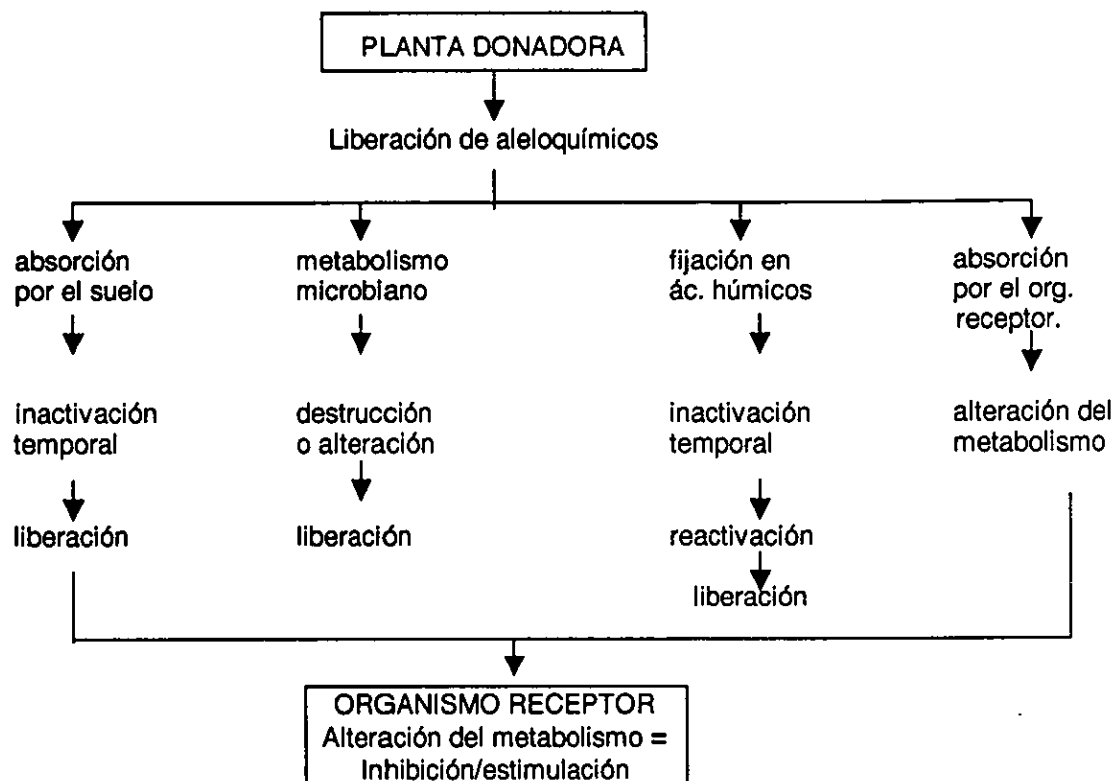 PLANTA DONADORA
Liberación de aleloquímicos
absorción
por el suelo
metabolismo
microbiano
fijación en
ác. húmicos
absorción
por el org.
receptor.
inactivación
temporal
destrucción
o alteración
inactivación
temporal
alteración del
metabolismo
liberación
liberación
reactivación
liberación
ORGANISMO RECEPTOR
Alteración del metabolismo =
Inhibición/estimulación